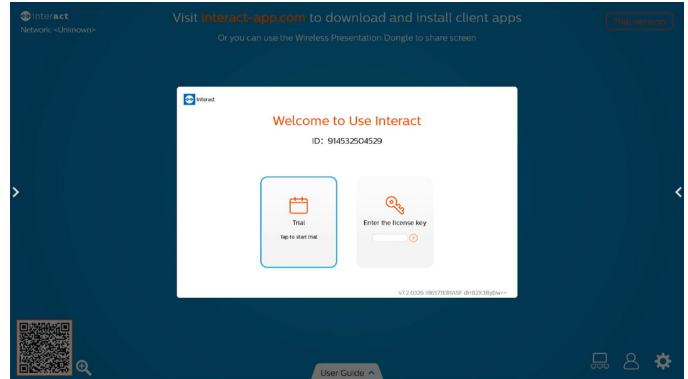 Interact
Network: <Unknown>
Visit interact-app.com to download and install client apps
Or you can use the Wireless Presentation Dongle to share screen
Trial version
Interact
Welcome to Use Interact
ID: 914532504529
Trial
Tap to start trial
Enter the license key
User Guide